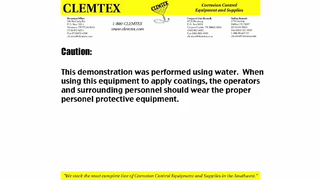 CLEMTEX
Corrosion Control
Equipment and Supplies
1-800 CLEMTEX
www.clemtex.com
CLEMTEX
Caution:
This demonstration was performed using water.  When
using this equipment to apply coatings, the operators
and surrounding personnel should wear the proper
personel protective equipment.
"We stock the most complete line of Corrosion Control Equipment and Supplies in the Southwest."